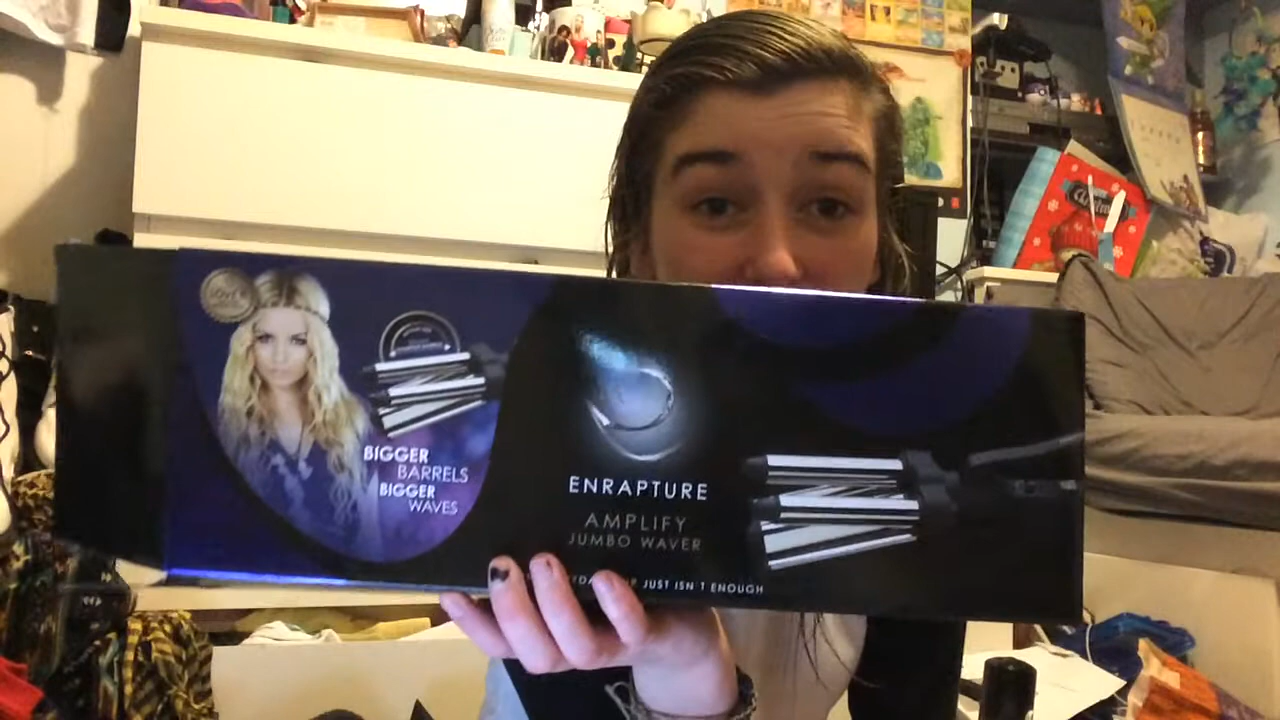 BIGGER
BARRELS
BIGGER
WAVES
ENRAPTURE
AMPLIFY
JUMBO WAVER
JUST ISN'T ENOUGH